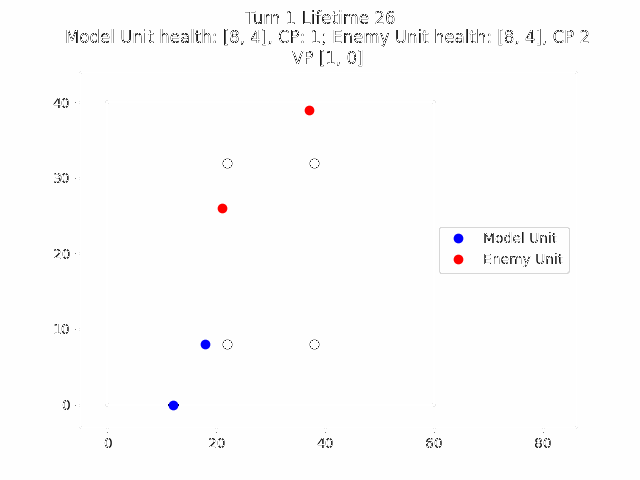 Turn 1 Lifetime 26
Model Unit health: [8, 4], CP: 1; Enemy Unit health: [8, 4], CP 2
VP [1, 0]
40
30
20
10
0
Model Unit
Enemy Unit
0 20 40 60 80